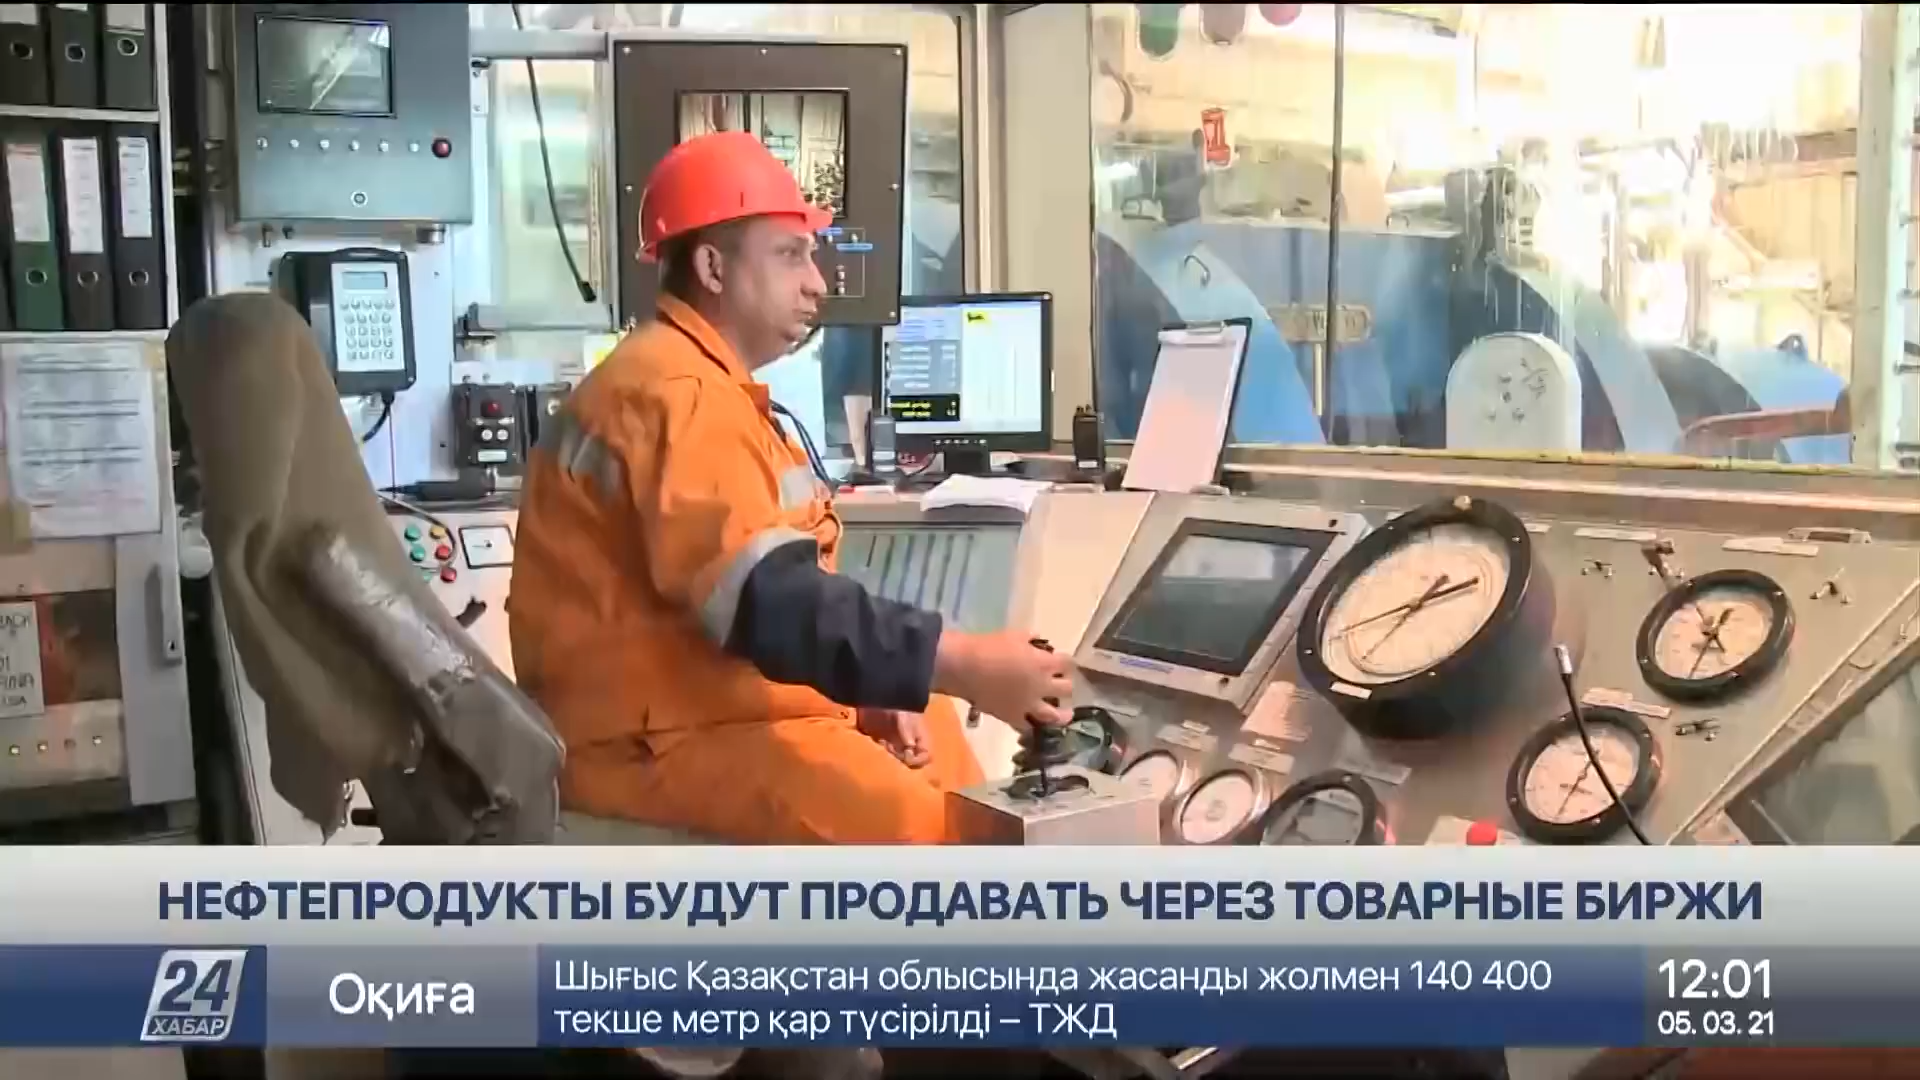 НЕФТЕПРОДУКТЫ БУДУТ ПРОДАВАТЬ ЧЕРЕЗ ТОВАРНЫЕ БИРЖИ
24
ХАБАР
Оқиға
Шығыс Қазақстан облысында жасанды жолмен 140 400
текше метр қар түсірілді – ТЖД
12:01
05. 03. 21